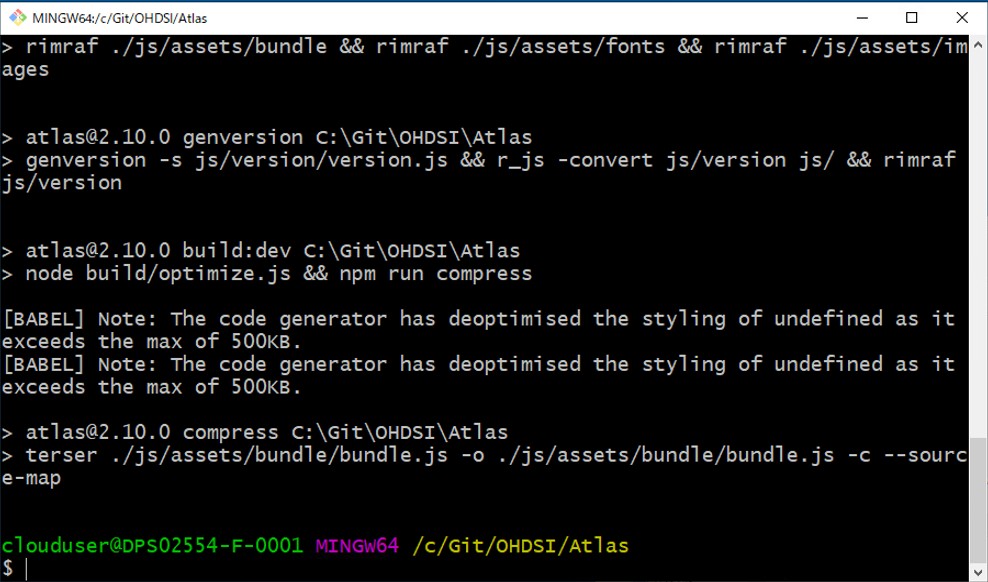 MINGW64:/c/Git/OHDSI/Atlas
> rimraf ./js/assets/bundle && rimraf ./js/assets/fonts && rimraf ./js/assets/im
ages
> atlas@2.10.0 genversion C:\Git\OHDSI\Atlas
> genversion -s js/version/version.js && r_js -convert js/version js/ && rimraf
js/version
> atlas@2.10.0 build:dev C:\Git\OHDSI\Atlas
> node build/optimize.js && npm run compress
[BABEL] Note: The code generator has deoptimised the styling of undefined as it
exceeds the max of 500KB.
[BABEL] Note: The code generator has deoptimised the styling of undefined as it
exceeds the max of 500KB.
> atlas@2.10.0 compress C:\Git\OHDSI\Atlas
> terser ./js/assets/bundle/bundle.js -o ./js/assets/bundle/bundle.js -c --sourc
e-map
clouduser@DPS02554-F-0001 MINGW64 /c/Git/OHDSI/Atlas
$